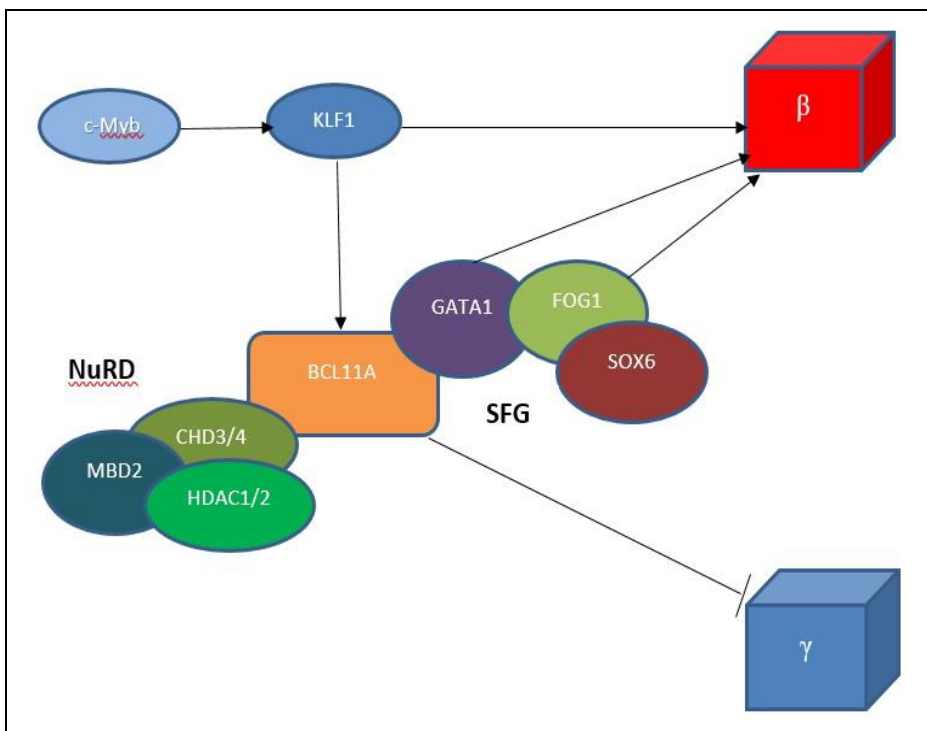 c-Myb
KLF1
β
GATA1
FOG1
SOX6
BCL11A
SFG
NuRD
CHD3/4
MBD2
HDAC1/2
γ